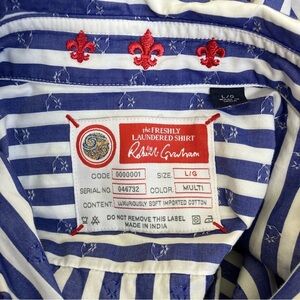 L/G
the FRESHLY
LAUNDERED SHIRT
by
Robert Graham
CODE 0000001 SIZE L/G
SERIAL NO. 046732 COLOR MULTI
CONTENT LUXURIOUSLY SOFT IMPORTED COTTON
DO NOT REMOVE THIS LABEL
MADE IN INDIA